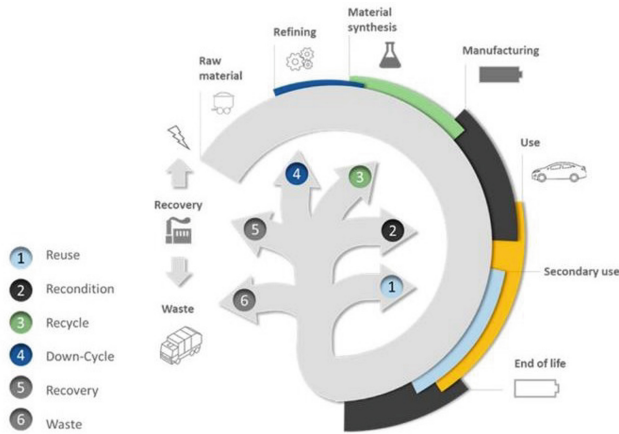 Material
synthesis
Refining
Manufacturing
Raw
material
Use
4
3
Recovery
5
2
Secondary use
1 Reuse
1
2 Recondition
6
Waste
3 Recycle
4 Down-Cycle
End of life
5 Recovery
6 Waste